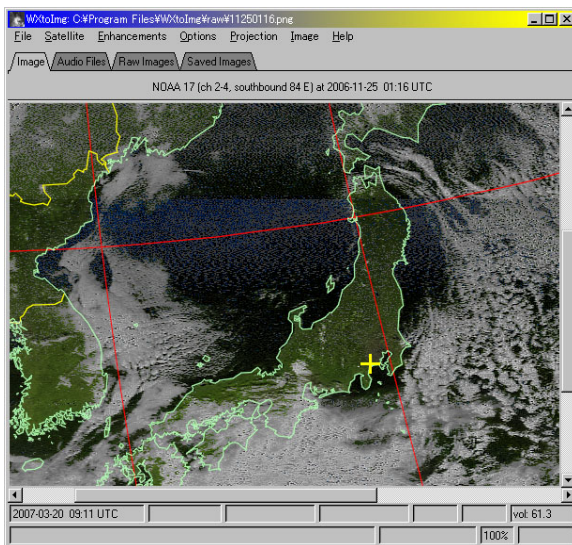 WXtoImg: C:¥Program Files¥WXtoImg¥raw¥11250116.png
File Satellite Enhancements Options Projection Image Help
Image Audio Files Raw Images Saved Images
NOAA 17 (ch 2-4, southbound 84 E) at 2006-11-25 01:16 UTC
2007-03-20 09:11 UTC vol: 61.3
100%